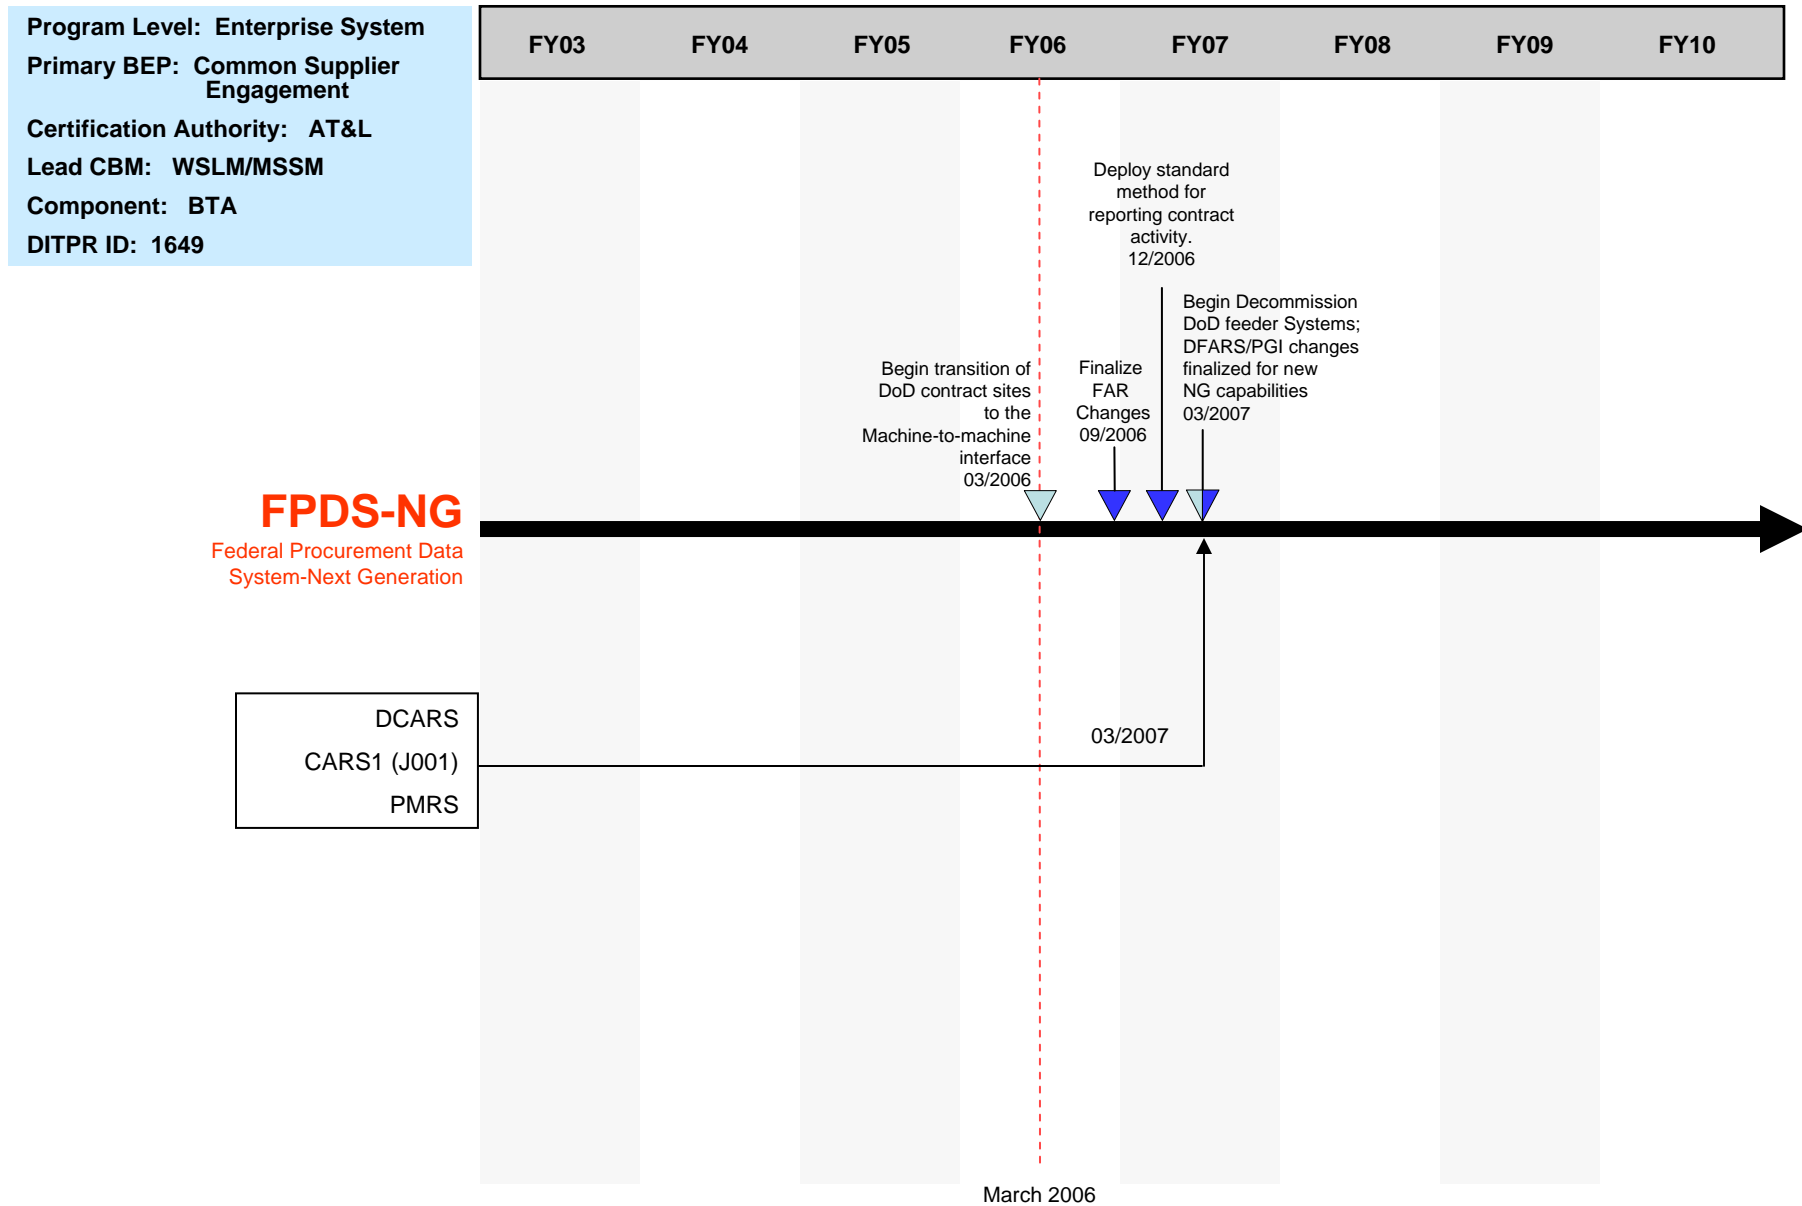 Program Level: Enterprise System
Primary BEP: Common Supplier
Engagement
Certification Authority: AT&L
Lead CBM: WSLM/MSSM
Component: BTA
DITPR ID: 1649
FY03 FY04 FY05 FY06 FY07 FY08 FY09 FY10
Deploy standard
method for
reporting contract
activity.
12/2006
Begin Decommission
DoD feeder Systems;
DFARS/PGI changes
finalized for new
NG capabilities
03/2007
Begin transition of
DoD contract sites
to the
Machine-to-machine
interface
03/2006
Finalize
FAR
Changes
09/2006
FPDS-NG
Federal Procurement Data
System-Next Generation
DCARS
CARS1 (J001)
PMRS
03/2007
March 2006